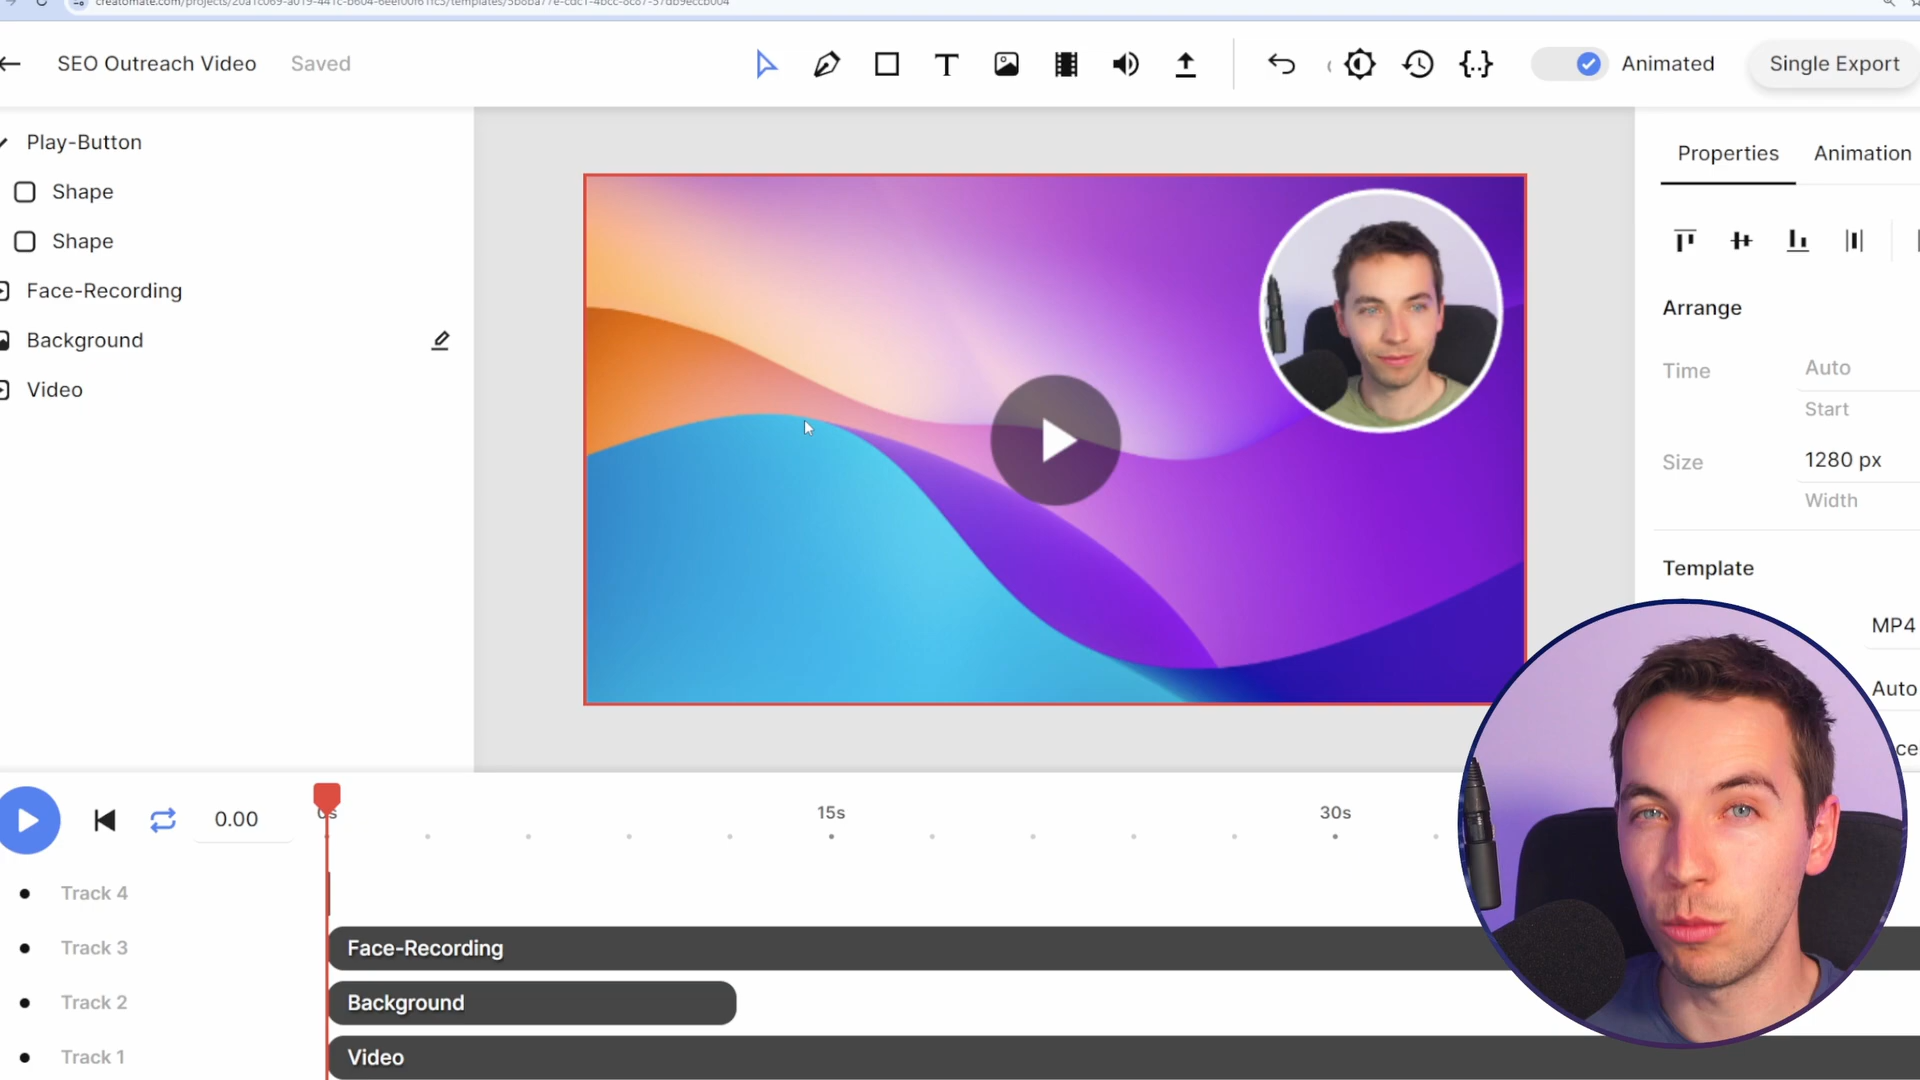 SEO Outreach Video
Saved
Animated
Single Export
Play-Button
Shape
Shape
Face-Recording
Background
Video
Properties
Animation
Arrange
Time
Auto
Start
Size
1280 px
Width
Template
MP4
Auto
0.00
15s
30s
Track 4
Track 3
Face-Recording
Track 2
Background
Track 1
Video